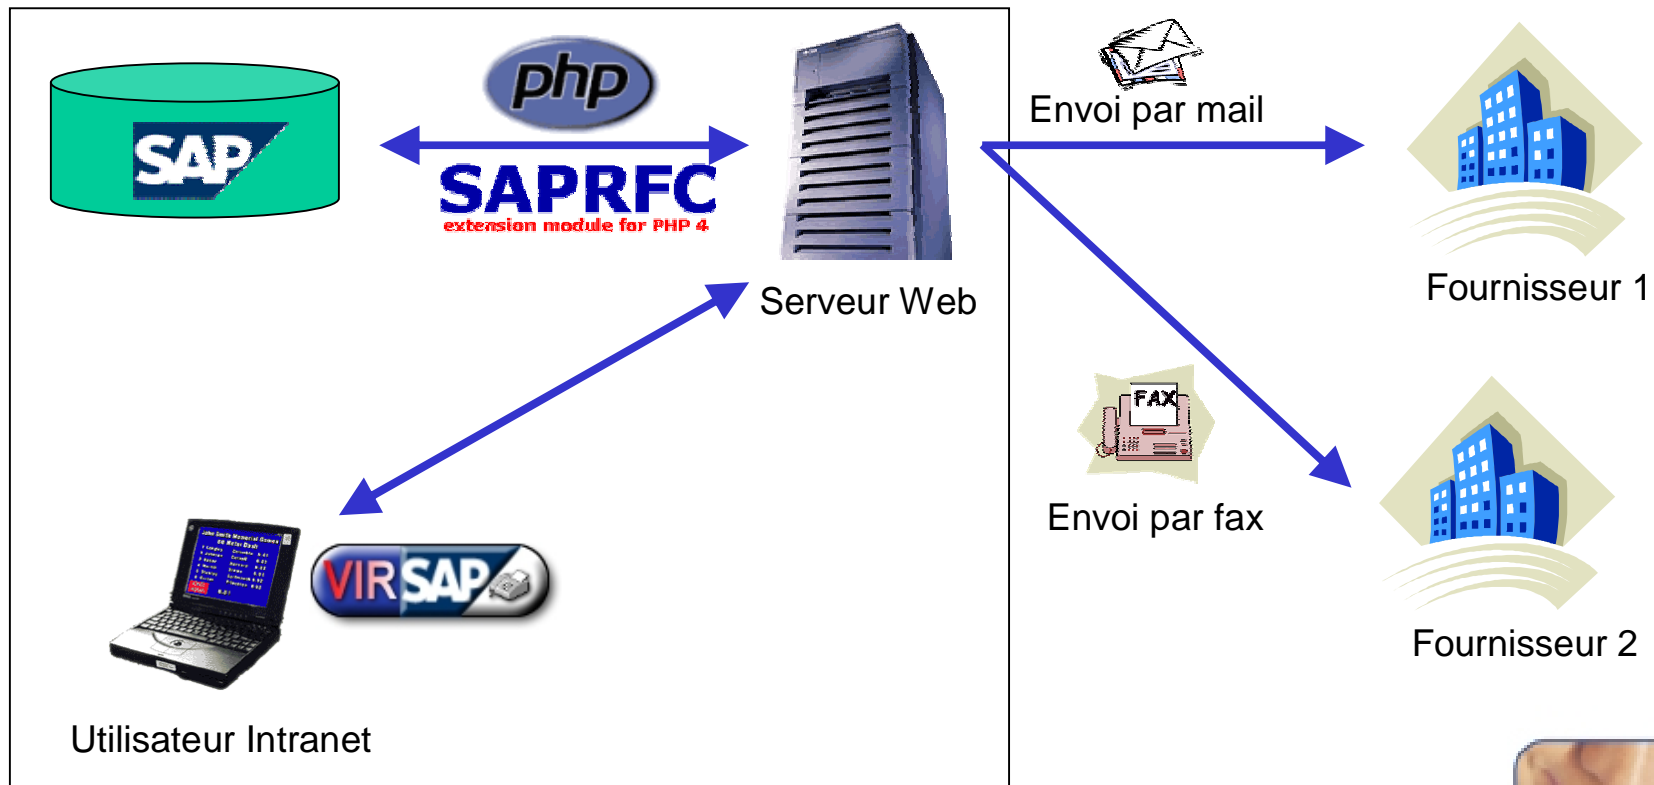 php
SAP
SAPRFC
extension module for PHP 4
Serveur Web
Envoi par mail
Fournisseur 1
FAX
Envoi par fax
Fournisseur 2
VIRSAP
Utilisateur Intranet